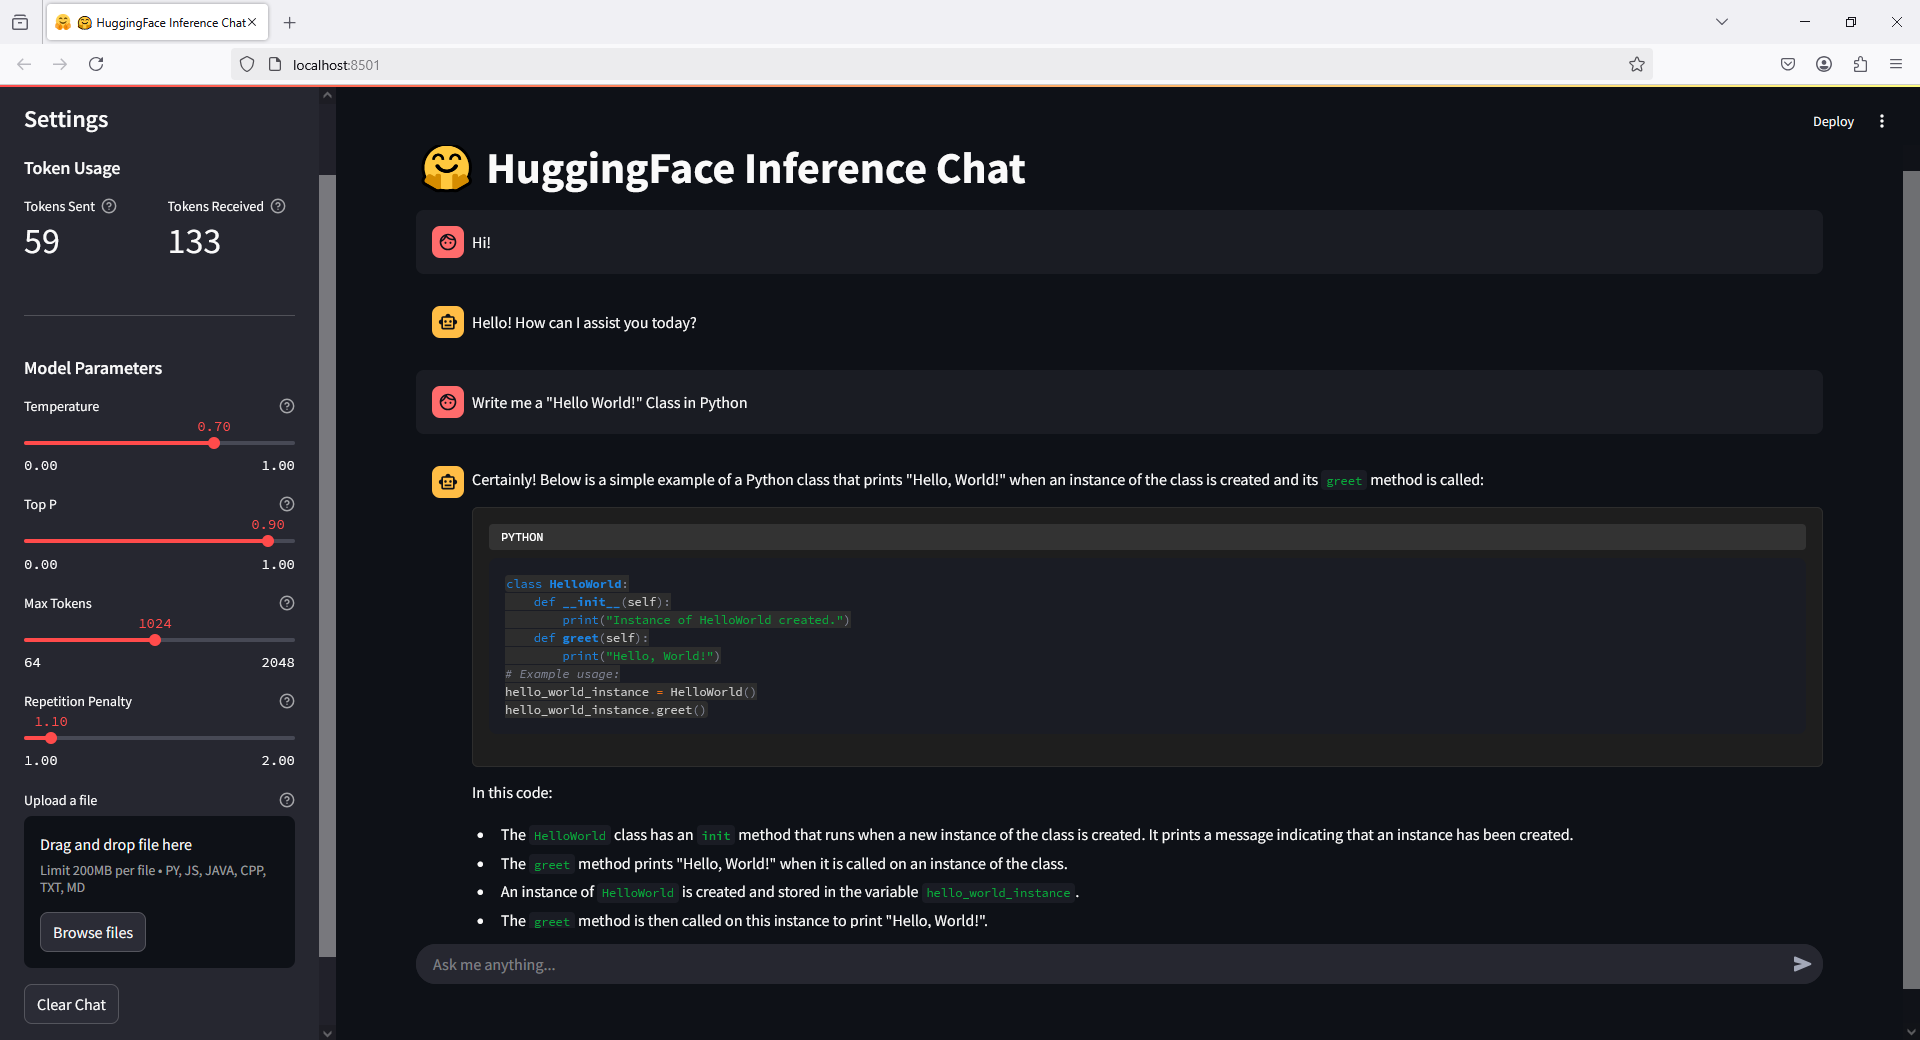 HuggingFace Inference Chat
localhost:8501
Settings
Token Usage
Tokens Sent
Tokens Received
59
133
Model Parameters
Temperature
0.70
0.00 1.00
Top P
0.90
0.00 1.00
Max Tokens
1024
64 2048
Repetition Penalty
1.10
1.00 2.00
Upload a file
Drag and drop file here
Limit 200MB per file • PY, JS, JAVA, CPP,
TXT, MD
Browse files
Clear Chat
Deploy
HuggingFace Inference Chat
Hi!
Hello! How can I assist you today?
Write me a "Hello World!" Class in Python
Certainly! Below is a simple example of a Python class that prints "Hello, World!" when an instance of the class is created and its greet method is called:
PYTHON
class HelloWorld:
    def __init__(self):
        print("Instance of HelloWorld created.")
    def greet(self):
        print("Hello, World!")
# Example usage:
hello_world_instance = HelloWorld()
hello_world_instance.greet()
In this code:
• The HelloWorld class has an init method that runs when a new instance of the class is created. It prints a message indicating that an instance has been created.
• The greet method prints "Hello, World!" when it is called on an instance of the class.
• An instance of HelloWorld is created and stored in the variable hello_world_instance.
• The greet method is then called on this instance to print "Hello, World!".
Ask me anything...